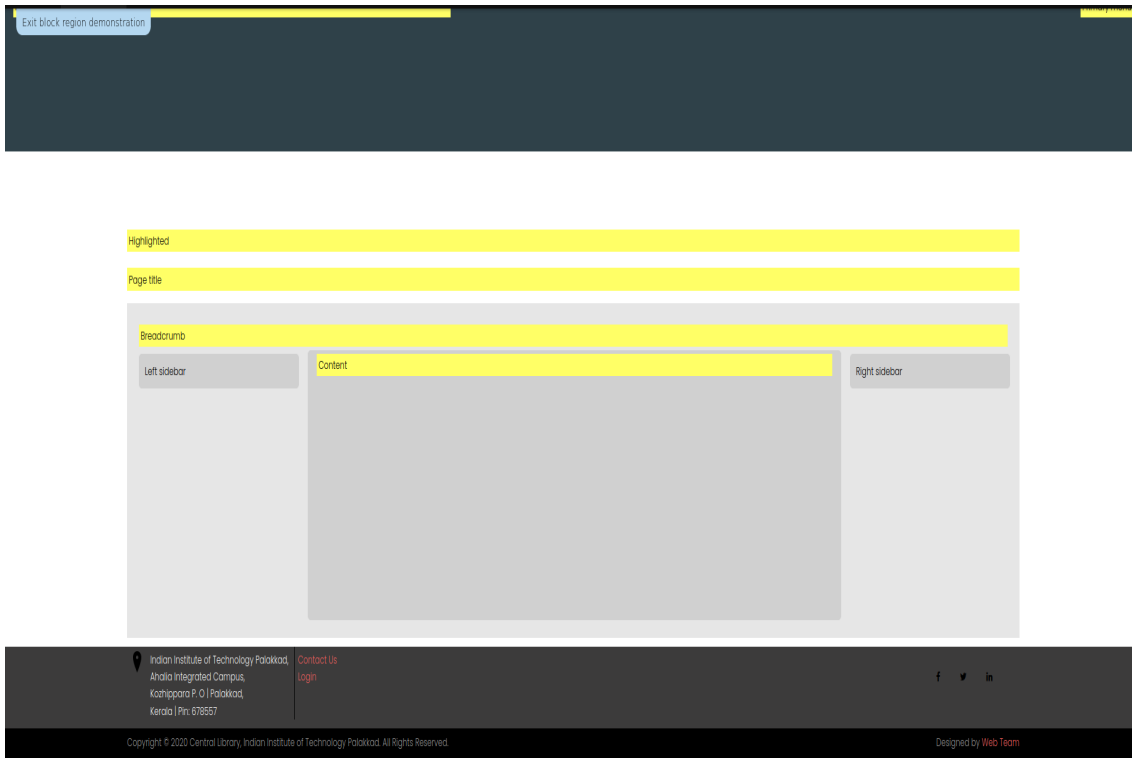 Exit block region demonstration
Highlighted
Page title
Breadcrumb
Left sidebar
Content
Right sidebar
Indian Institute of Technology Palakkad,
Ahalia Integrated Campus,
Kozhippara P. O | Palakkad,
Kerala | Pin: 678557
Contact Us
Login
Copyright © 2020 Central Library, Indian Institute of Technology Palakkad. All Rights Reserved.
Designed by Web Team